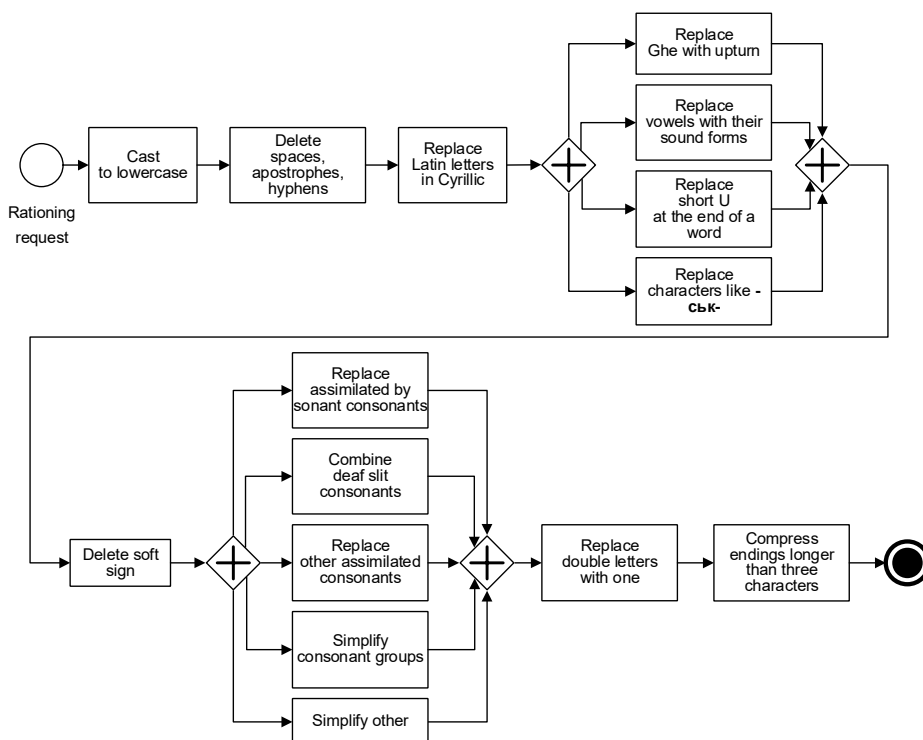 Replace
Ghe with upturn
Replace
vowels with their
sound forms
Cast
to lowercase
Delete
spaces,
apostrophes,
hyphens
Replace
Latin letters
in Cyrillic
Rationing
request
Replace
short U
at the end of a
word
Replace
characters like -
ськ-
Replace
assimilated by
sonant consonants
Combine
deaf slit
consonants
Delete soft
sign
Replace
other assimilated
consonants
Replace
double letters
with one
Compress
endings longer
than three
characters
Simplify
consonant groups
Simplify other